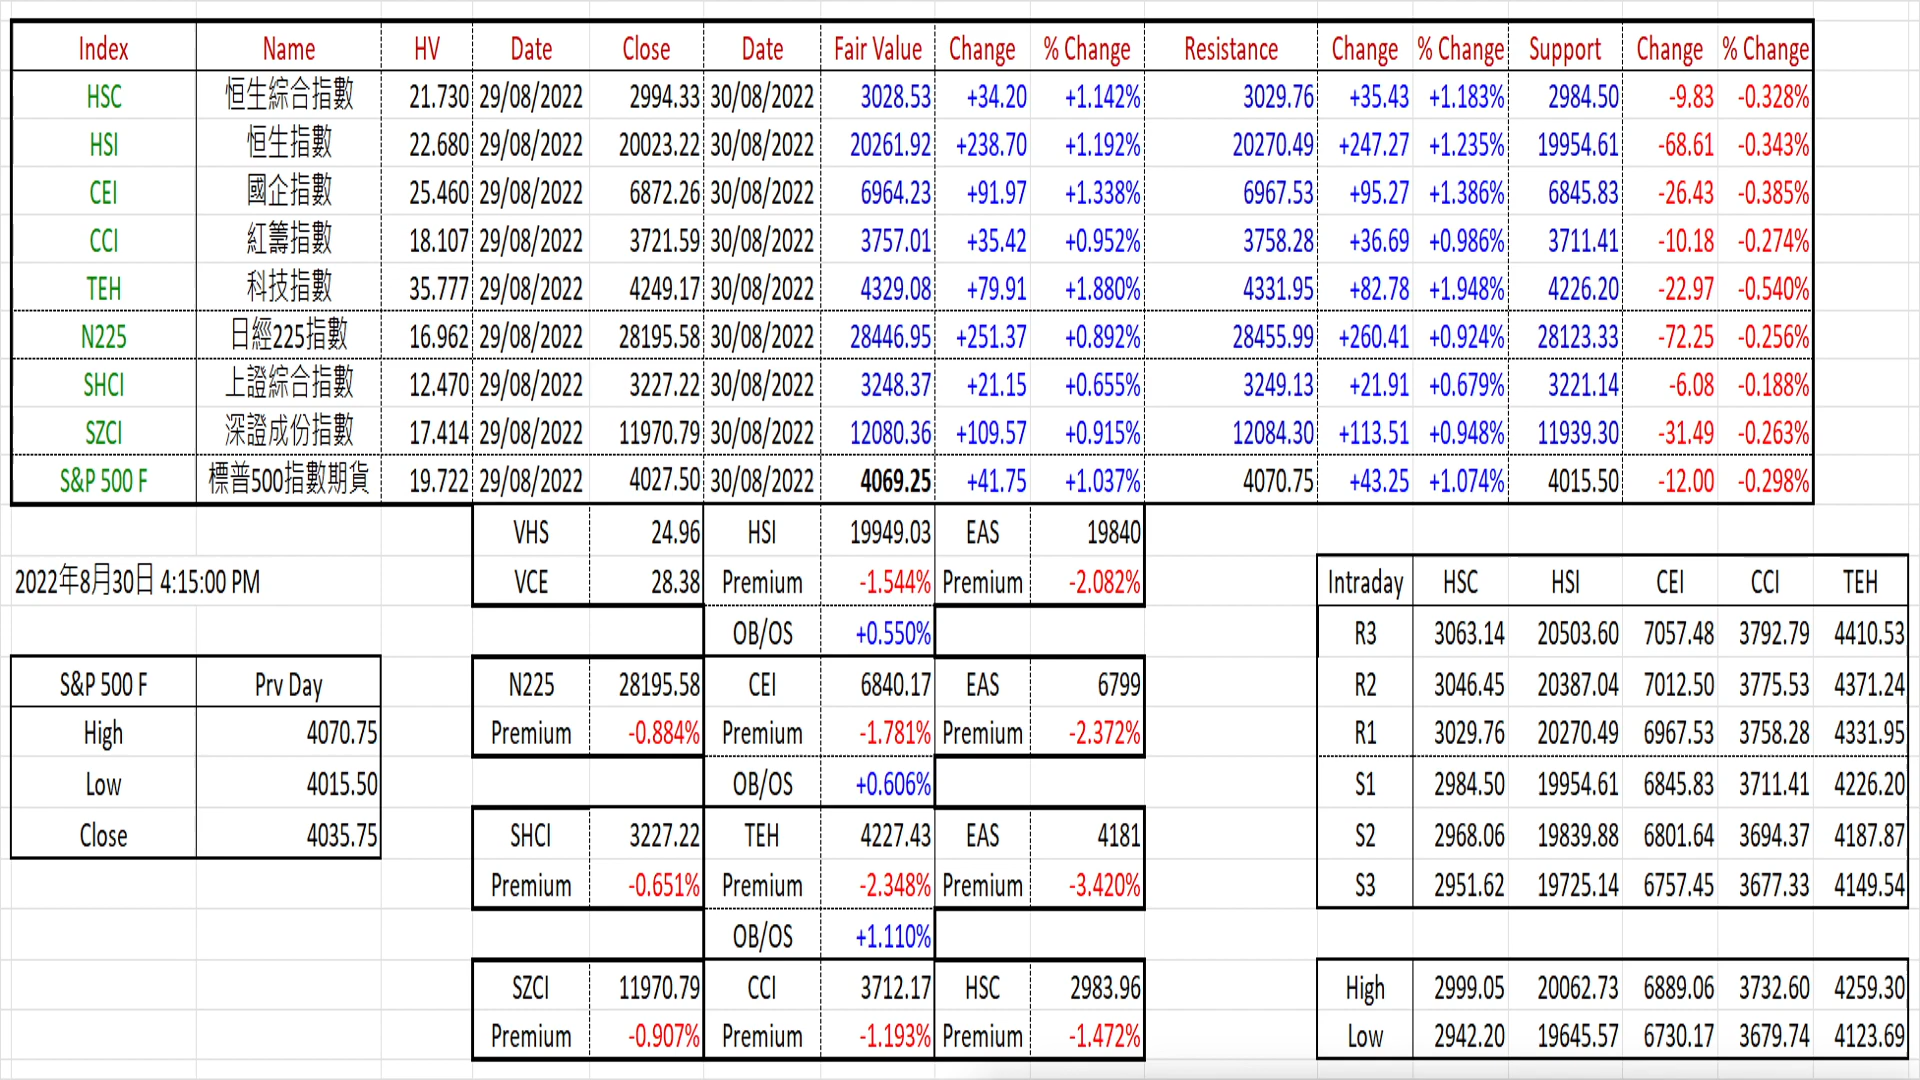 Index Name HV Date Close Date Fair Value Change % Change Resistance Change % Change Support Change % Change
HSC 恒生綜合指數 21.730 29/08/2022 2994.33 30/08/2022 3028.53 +34.20 +1.142% 3029.76 +35.43 +1.183% 2984.50 -9.83 -0.328%
HSI 恒生指數 22.680 29/08/2022 20023.22 30/08/2022 20261.92 +238.70 +1.192% 20270.49 +247.27 +1.235% 19954.61 -68.61 -0.343%
CEI 國企指數 25.460 29/08/2022 6872.26 30/08/2022 6964.23 +91.97 +1.338% 6967.53 +95.27 +1.386% 6845.83 -26.43 -0.385%
CCI 紅籌指數 18.107 29/08/2022 3721.59 30/08/2022 3757.01 +35.42 +0.952% 3758.28 +36.69 +0.986% 3711.41 -10.18 -0.274%
TEH 科技指數 35.777 29/08/2022 4249.17 30/08/2022 4329.08 +79.91 +1.880% 4331.95 +82.78 +1.948% 4226.20 -22.97 -0.540%
N225 日經225指數 16.962 29/08/2022 28195.58 30/08/2022 28446.95 +251.37 +0.892% 28455.99 +260.41 +0.924% 28123.33 -72.25 -0.256%
SHCI 上證綜合指數 12.470 29/08/2022 3227.22 30/08/2022 3248.37 +21.15 +0.655% 3249.13 +21.91 +0.679% 3221.14 -6.08 -0.188%
SZCI 深證成份指數 17.414 29/08/2022 11970.79 30/08/2022 12080.36 +109.57 +0.915% 12084.30 +113.51 +0.948% 11939.30 -31.49 -0.263%
S&P 500 F 標普500指數期貨 19.722 29/08/2022 4027.50 30/08/2022 4069.25 +41.75 +1.037% 4070.75 +43.25 +1.074% 4015.50 -12.00 -0.298%
VHS 24.96 HSI 19949.03 EAS 19840
2022年8月30日 4:15:00 PM VCE 28.38 Premium -1.544% Premium -2.082% Intraday HSC HSI CEI CCI TEH
OB/OS +0.550% R3 3063.14 20503.60 7057.48 3792.79 4410.53
S&P 500 F Prv Day N225 28195.58 CEI 6840.17 EAS 6799 R2 3046.45 20387.04 7012.50 3775.53 4371.24
High 4070.75 Premium -0.884% Premium -1.781% Premium -2.372% R1 3029.76 20270.49 6967.53 3758.28 4331.95
Low 4015.50 OB/OS +0.606% S1 2984.50 19954.61 6845.83 3711.41 4226.20
Close 4035.75 SHCI 3227.22 TEH 4227.43 EAS 4181 S2 2968.06 19839.88 6801.64 3694.37 4187.87
Premium -0.651% Premium -2.348% Premium -3.420% S3 2951.62 19725.14 6757.45 3677.33 4149.54
OB/OS +1.110%
SZCI 11970.79 CCI 3712.17 HSC 2983.96 High 2999.05 20062.73 6889.06 3732.60 4259.30
Premium -0.907% Premium -1.193% Premium -1.472% Low 2942.20 19645.57 6730.17 3679.74 4123.69